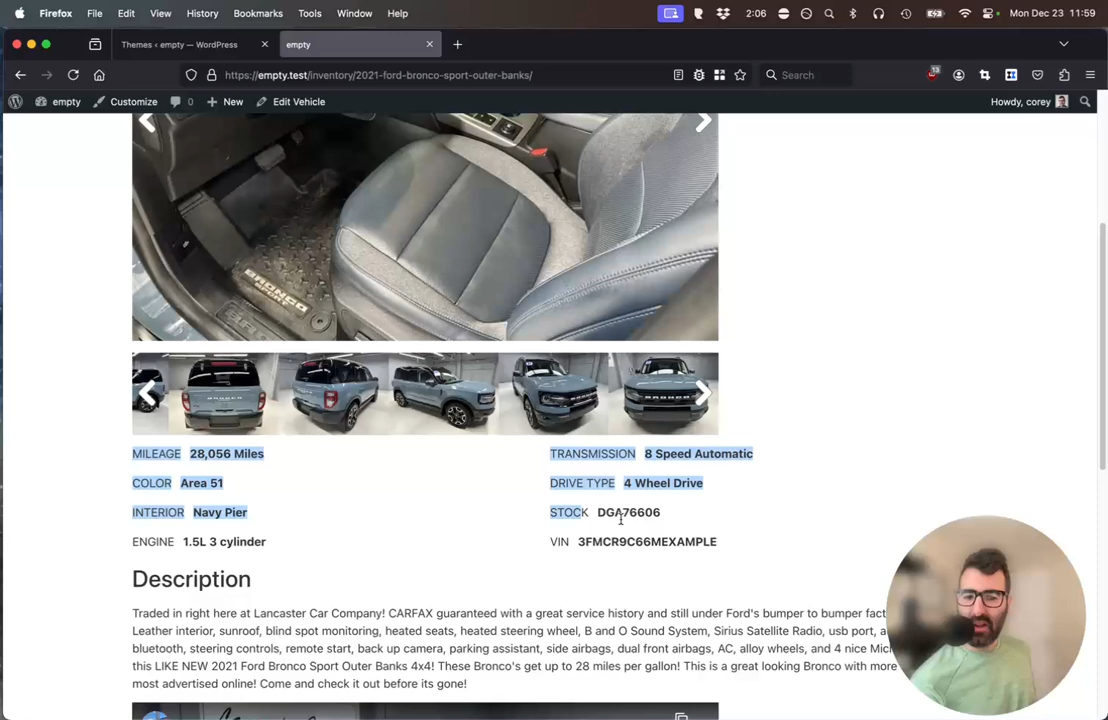 Firefox File Edit View History Bookmarks Tools Window Help 2:06 Mon Dec 23 11:59
Themes ‹ empty — WordPress
empty
https://empty.test/inventory/2021-ford-bronco-sport-outer-banks/
Search
13
empty Customize 0 New Edit Vehicle Howdy, corey
BRONCO
MILEAGE 28,056 Miles
TRANSMISSION 8 Speed Automatic
COLOR Area 51
DRIVE TYPE 4 Wheel Drive
INTERIOR Navy Pier
STOCK DGA76606
ENGINE 1.5L 3 cylinder
VIN 3FMCR9C66MEXAMPLE
Description
Traded in right here at Lancaster Car Company! CARFAX guaranteed with a great service history and still under Ford's bumper to bumper fact
Leather interior, sunroof, blind spot monitoring, heated seats, heated steering wheel, B and O Sound System, Sirius Satellite Radio, usb port, a
bluetooth, steering controls, remote start, back up camera, parking assistant, side airbags, dual front airbags, AC, alloy wheels, and 4 nice Mic
this LIKE NEW 2021 Ford Bronco Sport Outer Banks 4x4! These Bronco's get up to 28 miles per gallon! This is a great looking Bronco with more
most advertised online! Come and check it out before its gone!